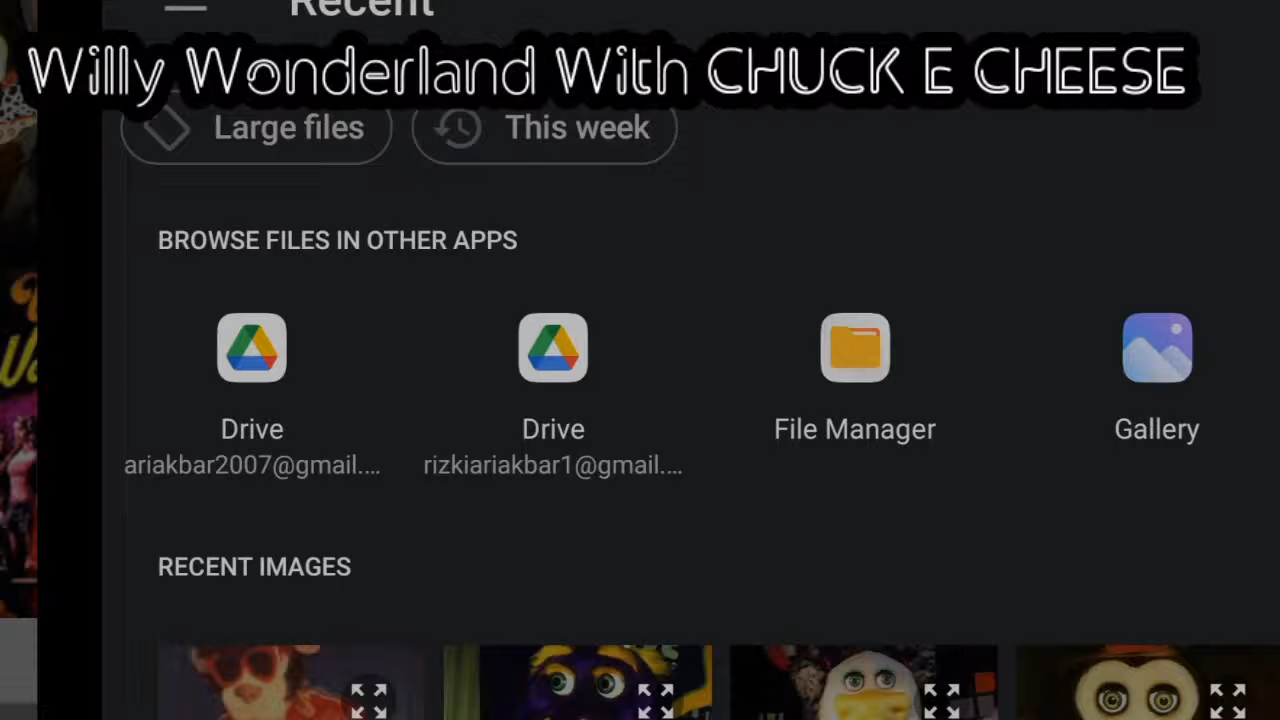 Recent
Willy Wonderland With CHUCK E CHEESE
Large files
This week
BROWSE FILES IN OTHER APPS
Drive
Drive
File Manager
Gallery
ariakbar2007@gmail....
rizkiariakbar1@gmail....
RECENT IMAGES